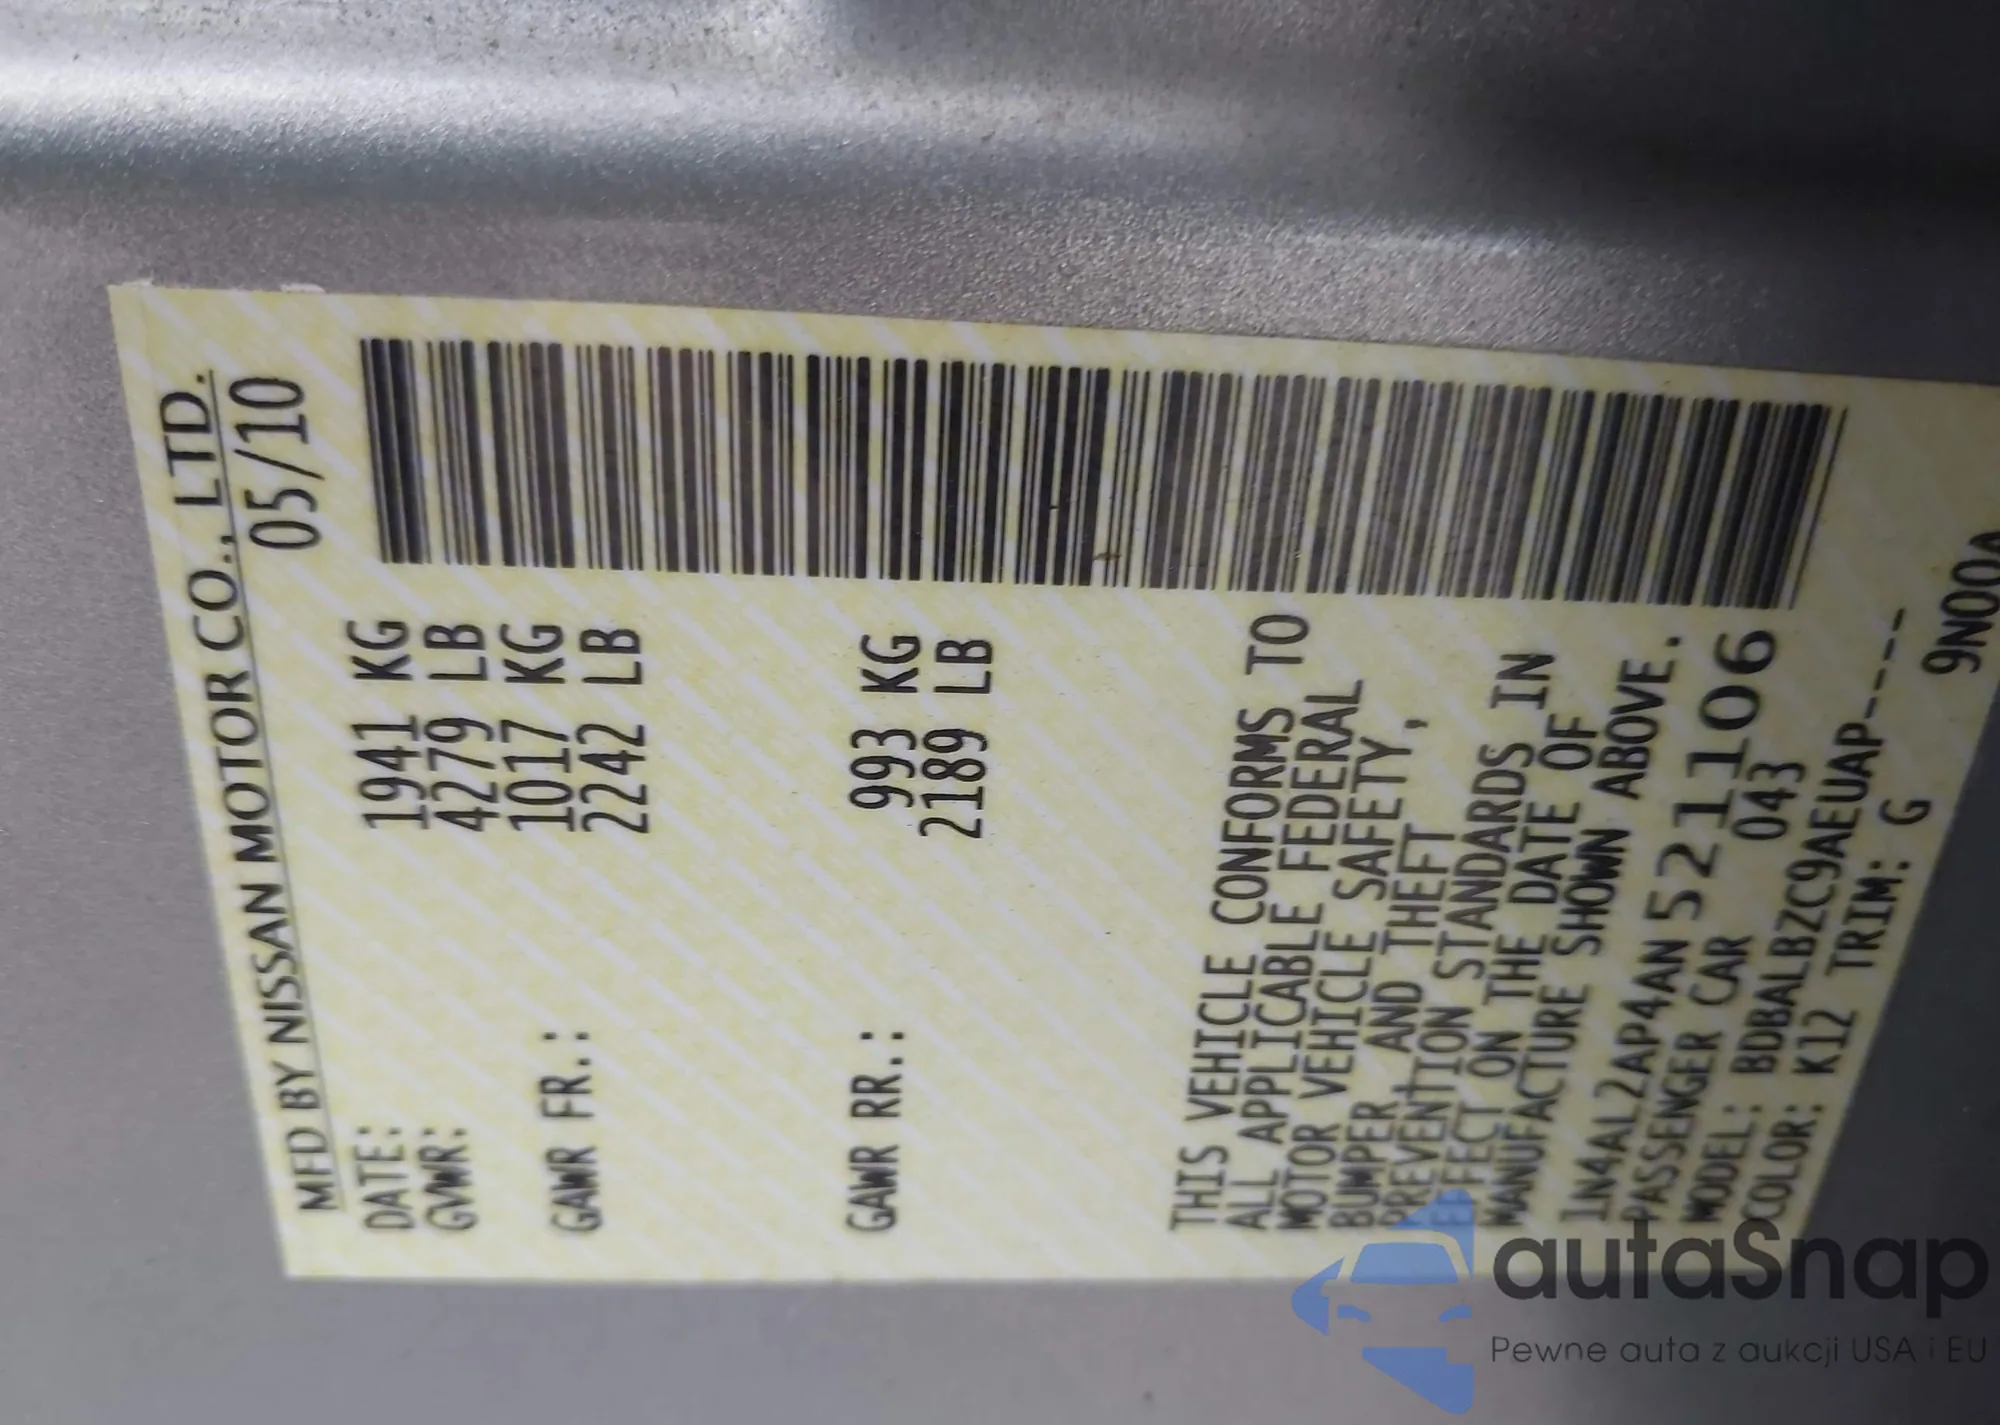 MFD BY NISSAN MOTOR CO., LTD.
DATE: 05/10
GVWR: 1941 KG
4279 LB
GAWR FR.: 1017 KG
2242 LB
GAWR RR.: 993 KG
2189 LB
THIS VEHICLE CONFORMS TO
ALL APPLICABLE FEDERAL
MOTOR VEHICLE SAFETY,
BUMPER, AND THEFT
PREVENTION STANDARDS IN
EFFECT ON THE DATE OF
MANUFACTURE SHOWN ABOVE.
1N4AL2AP4AN521106
PASSENGER CAR 043
MODEL: BDBALBZC9AEUAP-----
COLOR: K12 TRIM: G
9N00A
autaSnap
Pewne auta z aukcji USA i EU